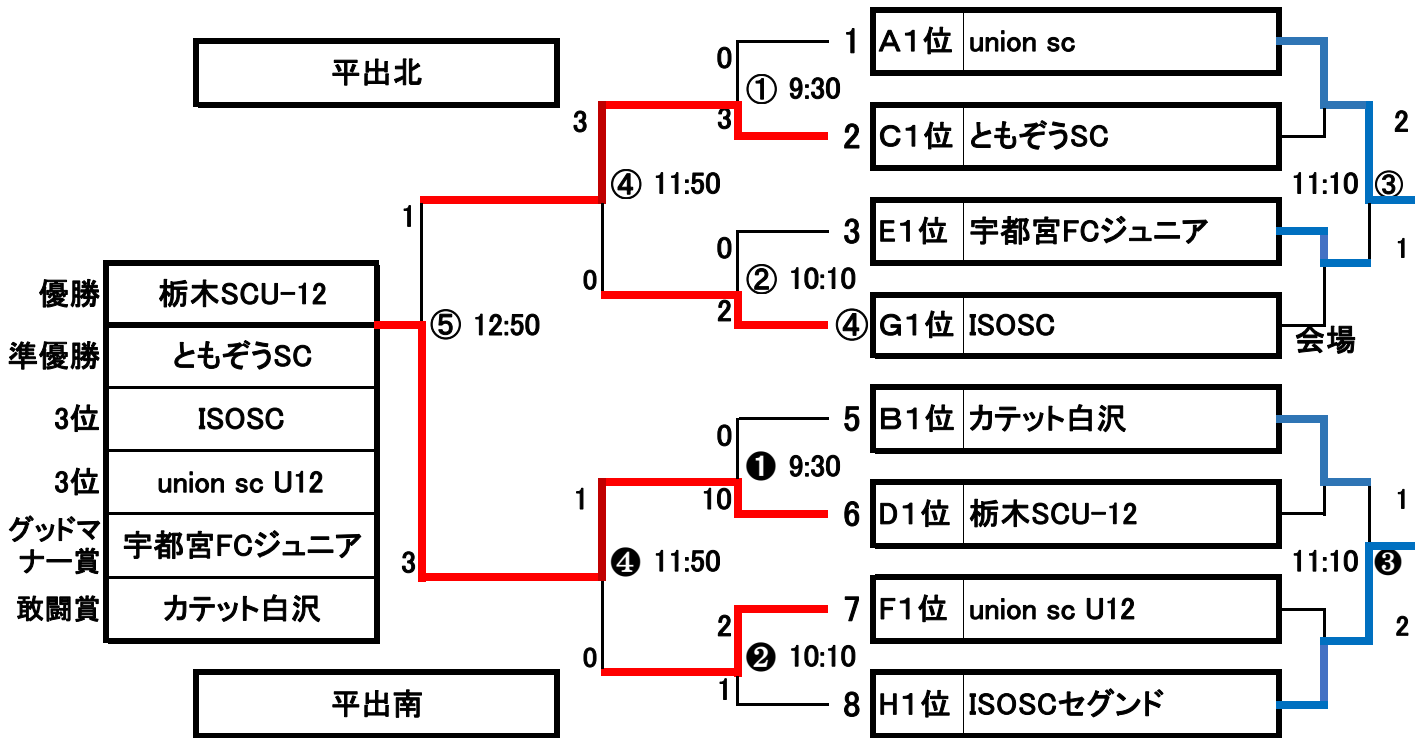 平出北
0
① 9:30
3
3
④ 11:50
1
0
② 10:10
2
0
⑤ 12:50
1 A1位 union sc
2 C1位 ともぞうSC
3 E1位 宇都宮FCジュニア
④ G1位 ISOSC
2
11:10 ③
1
会場
優勝 栃木SCU-12
準優勝 ともぞうSC
3位 ISOSC
3位 union sc U12
グッドマ
ナー賞 宇都宮FCジュニア
敢闘賞 カテット白沢
0
❶ 9:30
10
1
❹ 11:50
3
2
❷ 10:10
1
0
5 B1位 カテット白沢
6 D1位 栃木SCU-12
7 F1位 union sc U12
8 H1位 ISOSCセグンド
1
11:10 ❸
2
平出南